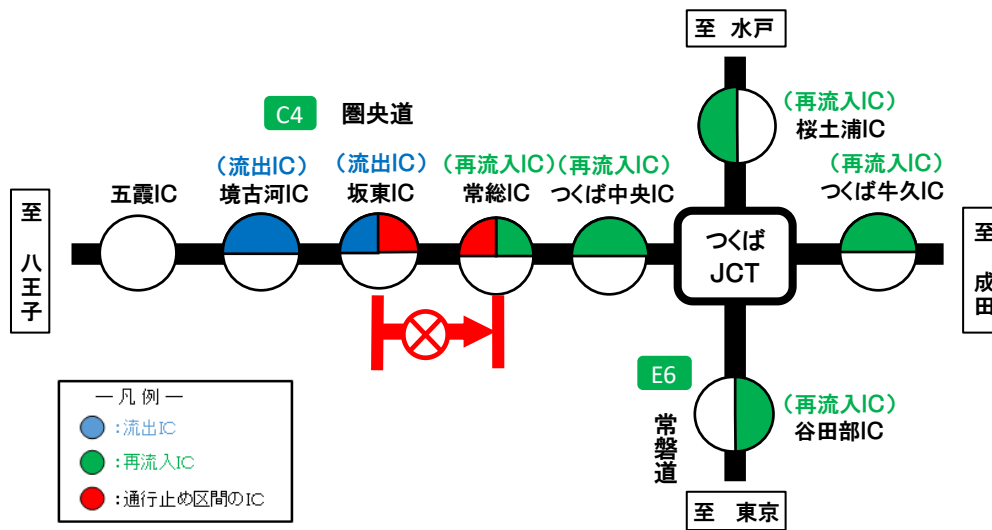 至 水戸
C4 圏央道
(再流入IC)
桜土浦IC
(流出IC)
境古河IC
(流出IC)
坂東IC
(再流入IC)
常総IC
(再流入IC)
つくば中央IC
(再流入IC)
つくば牛久IC
五霞IC
至 八王子
つくば
JCT
至 成田
E6
常磐道
(再流入IC)
谷田部IC
至 東京
―凡例―
:流出IC
:再流入IC
:通行止め区間のIC